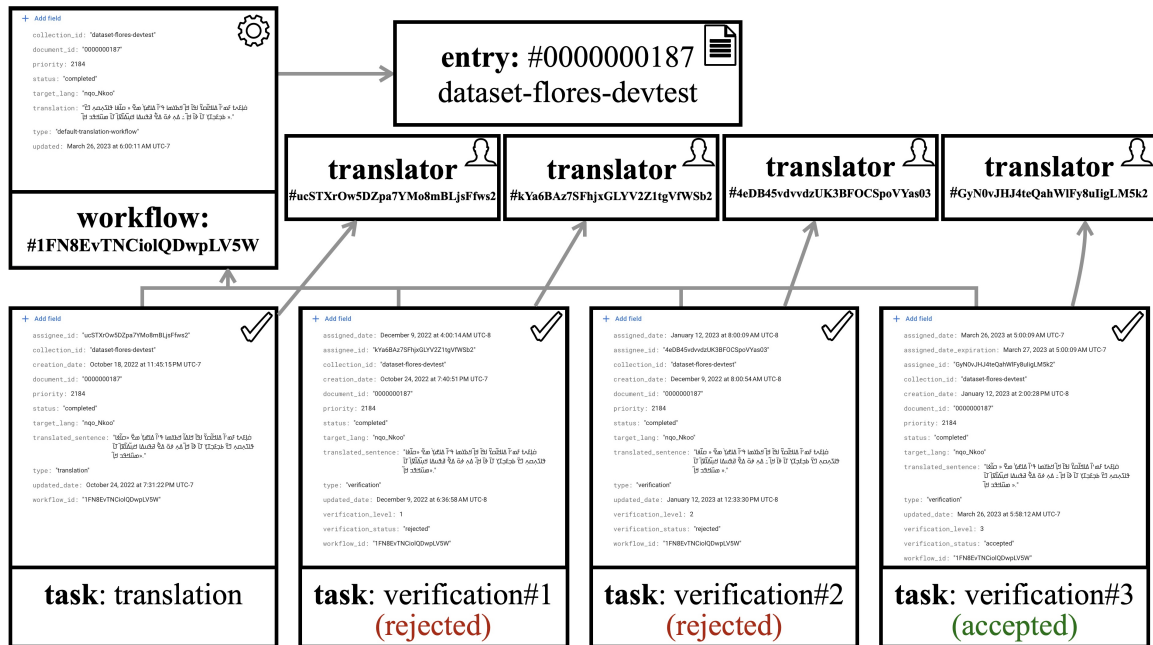 + Add field
collection_id: "dataset-flores-devtest"
document_id: "0000000187"
priority: 2184
status: "completed"
target_lang: "nqo_Nkoo"
translation:
type: "default-translation-workflow"
updated: March 26, 2023 at 6:00:11 AM UTC-7
workflow:
#1FN8EvTNCiolQDwpLV5W
entry: #0000000187
dataset-flores-devtest
translator
#ucSTXrOw5DZpa7YMo8mBLjsFfws2
translator
#kYa6BAz7SFhjxGLYV2Z1tgVfWSb2
translator
#4eDB45vdvvdzUK3BFOCSpoVYas03
translator
#GyN0vJHJ4teQahWlFy8uIigLM5k2
+ Add field
assignee_id: "ucSTXrOw5DZpa7YMo8mBLjsFfws2"
collection_id: "dataset-flores-devtest"
creation_date: October 18, 2022 at 11:45:15 PM UTC-7
document_id: "0000000187"
priority: 2184
status: "completed"
target_lang: "nqo_Nkoo"
translated_sentence:
type: "translation"
updated_date: October 24, 2022 at 7:31:22 PM UTC-7
workflow_id: "1FN8EvTNCiolQDwpLV5W"
task: translation
+ Add field
assigned_date: December 9, 2022 at 4:00:14 AM UTC-8
assignee_id: "kYa6BAz7SFhjxGLYV2Z1tgVfWSb2"
collection_id: "dataset-flores-devtest"
creation_date: October 24, 2022 at 7:40:51 PM UTC-7
document_id: "0000000187"
priority: 2184
status: "completed"
target_lang: "nqo_Nkoo"
translated_sentence:
type: "verification"
updated_date: December 9, 2022 at 6:36:58 AM UTC-8
verification_level: 1
verification_status: "rejected"
workflow_id: "1FN8EvTNCiolQDwpLV5W"
task: verification#1
(rejected)
+ Add field
assigned_date: January 12, 2023 at 8:00:09 AM UTC-8
assignee_id: "4eDB45vdvvdzUK3BFOCSpoVYas03"
collection_id: "dataset-flores-devtest"
creation_date: December 9, 2022 at 8:00:54 AM UTC-8
document_id: "0000000187"
priority: 2184
status: "completed"
target_lang: "nqo_Nkoo"
translated_sentence:
type: "verification"
updated_date: January 12, 2023 at 12:33:30 PM UTC-8
verification_level: 2
verification_status: "rejected"
workflow_id: "1FN8EvTNCiolQDwpLV5W"
task: verification#2
(rejected)
+ Add field
assigned_date: March 26, 2023 at 5:00:09 AM UTC-7
assigned_date_expiration: March 27, 2023 at 5:00:09 AM UTC-7
assignee_id: "GyN0vJHJ4teQahWlFy8uIigLM5k2"
collection_id: "dataset-flores-devtest"
creation_date: January 12, 2023 at 2:00:28 PM UTC-8
document_id: "0000000187"
priority: 2184
status: "completed"
target_lang: "nqo_Nkoo"
translated_sentence:
type: "verification"
updated_date: March 26, 2023 at 5:58:12 AM UTC-7
verification_level: 3
verification_status: "accepted"
workflow_id: "1FN8EvTNCiolQDwpLV5W"
task: verification#3
(accepted)